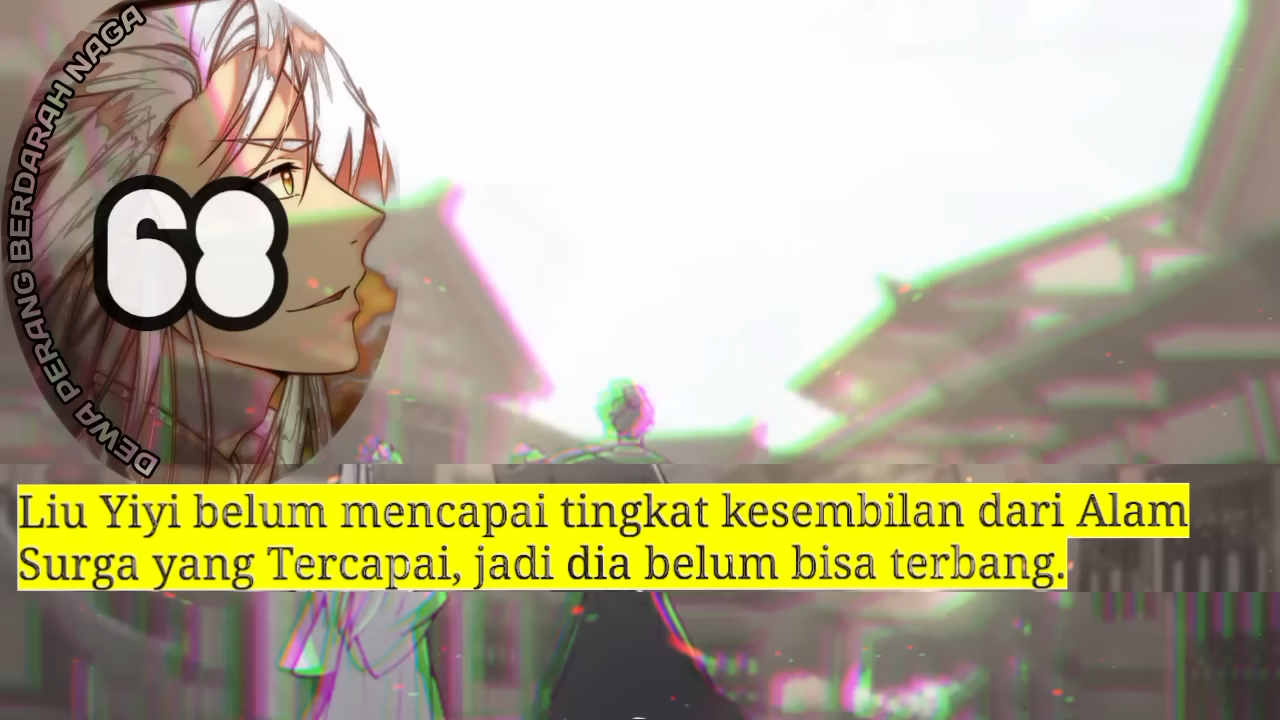 DEWA PERANG BERDARAH NAGA
68
Liu Yiyi belum mencapai tingkat kesembilan dari Alam
Surga yang Tercapai, jadi dia belum bisa terbang.